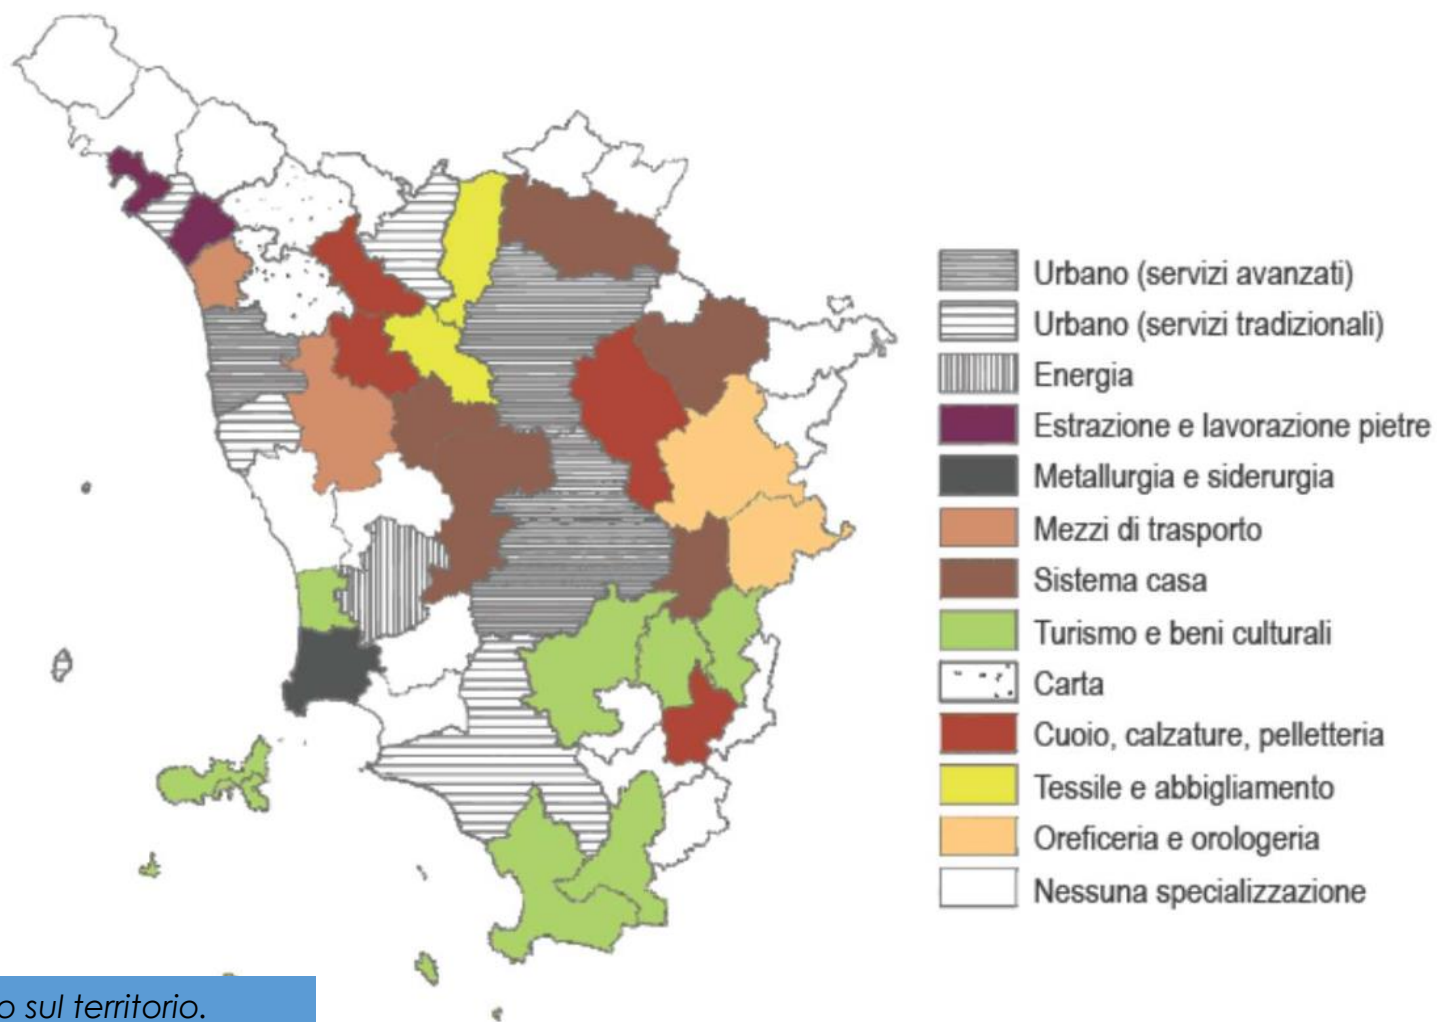 Urbano (servizi avanzati)
Urbano (servizi tradizionali)
Energia
Estrazione e lavorazione pietre
Metallurgia e siderurgia
Mezzi di trasporto
Sistema casa
Turismo e beni culturali
Carta
Cuoio, calzature, pelletteria
Tessile e abbigliamento
Oreficeria e orologeria
Nessuna specializzazione
sul territorio.